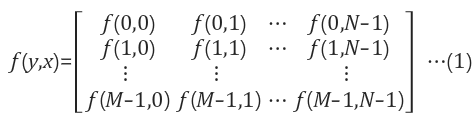 f(0,0) f(0,1) ⋯ f(0,N−1)
f(1,0) f(1,1) ⋯ f(1,N−1)
f(y,x)= ⋮ ⋮ ⋮ ⋯(1)
f(M−1,0) f(M−1,1) ⋯ f(M−1,N−1)